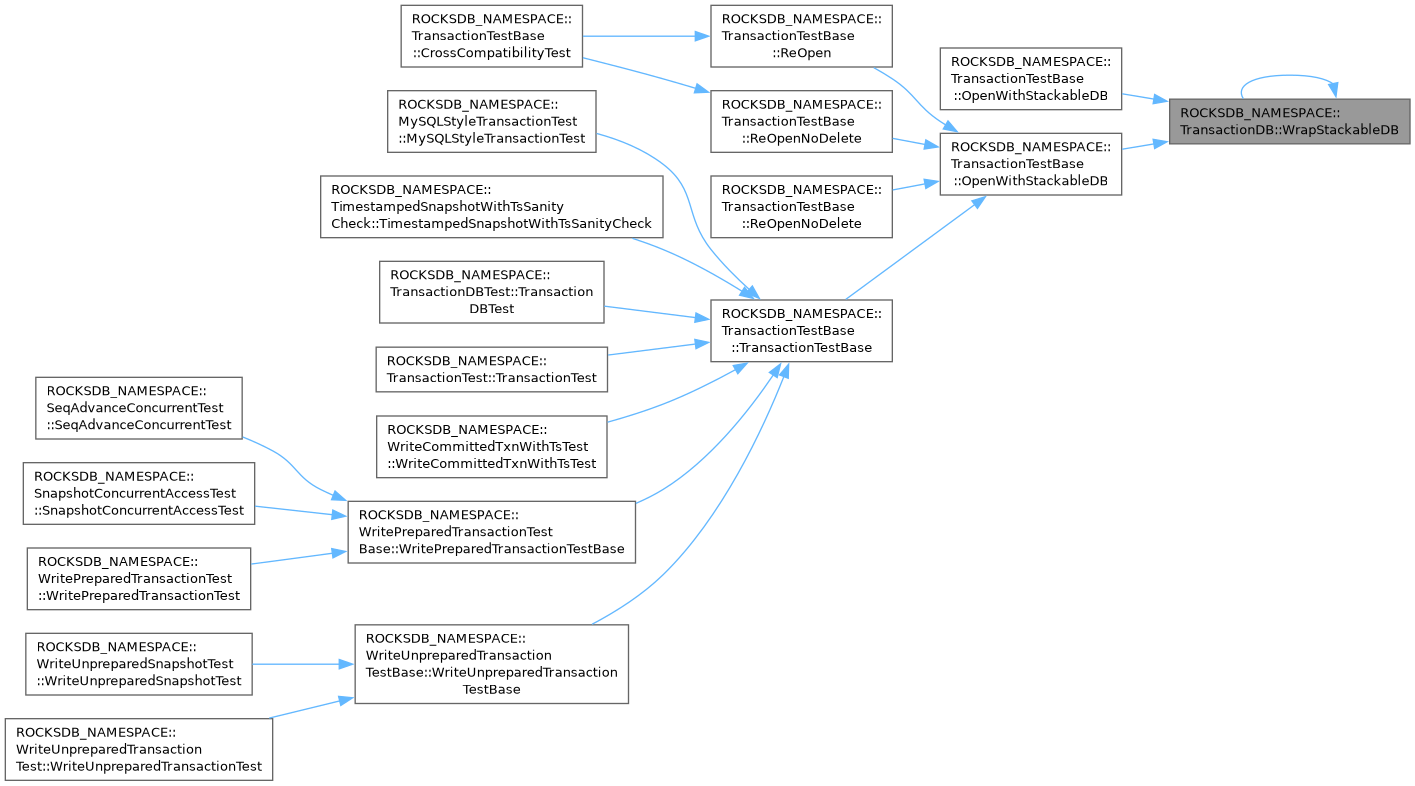 ROCKSDB_NAMESPACE::
TransactionTestBase
::CrossCompatibilityTest
ROCKSDB_NAMESPACE::
TransactionTestBase
::ReOpen
ROCKSDB_NAMESPACE::
TransactionTestBase
::OpenWithStackableDB
ROCKSDB_NAMESPACE::
MySQLStyleTransactionTest
::MySQLStyleTransactionTest
ROCKSDB_NAMESPACE::
TransactionTestBase
::ReOpenNoDelete
ROCKSDB_NAMESPACE::
TransactionDB::WrapStackableDB
ROCKSDB_NAMESPACE::
TransactionTestBase
::OpenWithStackableDB
ROCKSDB_NAMESPACE::
TimestampedSnapshotWithTsSanity
Check::TimestampedSnapshotWithTsSanityCheck
ROCKSDB_NAMESPACE::
TransactionTestBase
::ReOpenNoDelete
ROCKSDB_NAMESPACE::
TransactionDBTest::Transaction
DBTest
ROCKSDB_NAMESPACE::
TransactionTestBase
::TransactionTestBase
ROCKSDB_NAMESPACE::
TransactionTest::TransactionTest
ROCKSDB_NAMESPACE::
SeqAdvanceConcurrentTest
::SeqAdvanceConcurrentTest
ROCKSDB_NAMESPACE::
WriteCommittedTxnWithTsTest
::WriteCommittedTxnWithTsTest
ROCKSDB_NAMESPACE::
SnapshotConcurrentAccessTest
::SnapshotConcurrentAccessTest
ROCKSDB_NAMESPACE::
WritePreparedTransactionTest
Base::WritePreparedTransactionTestBase
ROCKSDB_NAMESPACE::
WritePreparedTransactionTest
::WritePreparedTransactionTest
ROCKSDB_NAMESPACE::
WriteUnpreparedSnapshotTest
::WriteUnpreparedSnapshotTest
ROCKSDB_NAMESPACE::
WriteUnpreparedTransaction
TestBase::WriteUnpreparedTransaction
TestBase
ROCKSDB_NAMESPACE::
WriteUnpreparedTransaction
Test::WriteUnpreparedTransactionTest